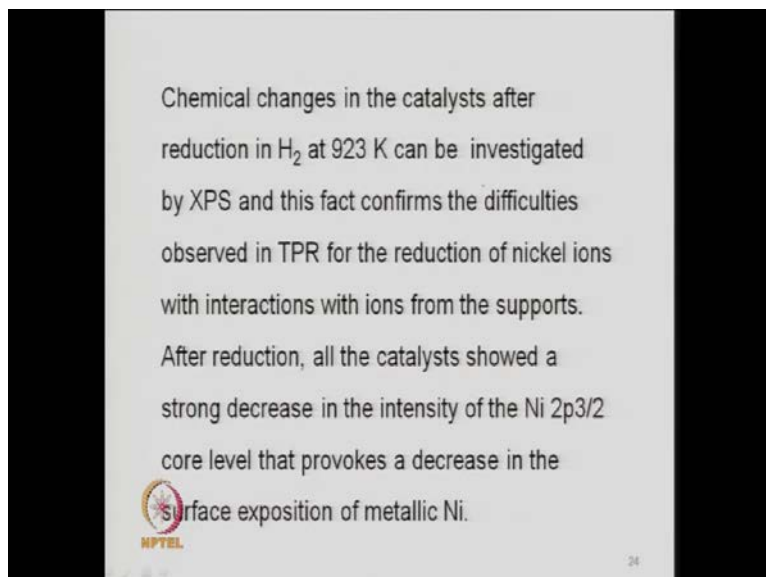 Chemical changes in the catalysts after
reduction in H₂ at 923 K can be investigated
by XPS and this fact confirms the difficulties
observed in TPR for the reduction of nickel ions
with interactions with ions from the supports.
After reduction, all the catalysts showed a
strong decrease in the intensity of the Ni 2p3/2
core level that provokes a decrease in the
surface exposition of metallic Ni.
NPTEL
24